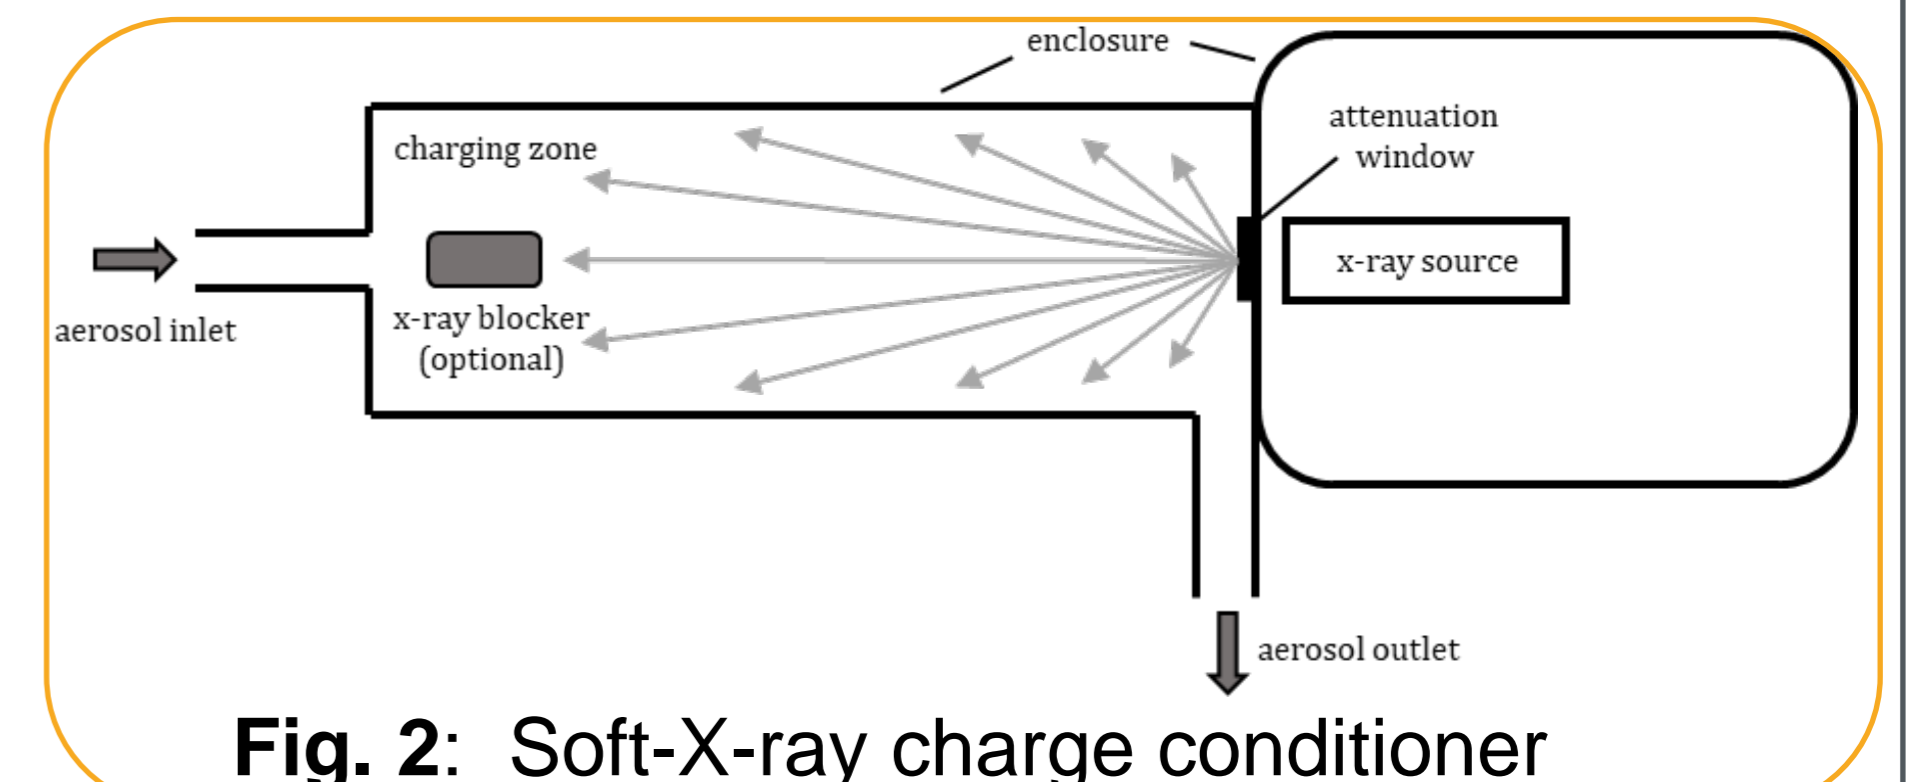 enclosure
attenuation
window
charging zone
x-ray source
x-ray blocker
(optional)
aerosol inlet
aerosol outlet
Fig. 2: Soft-X-ray charge conditioner